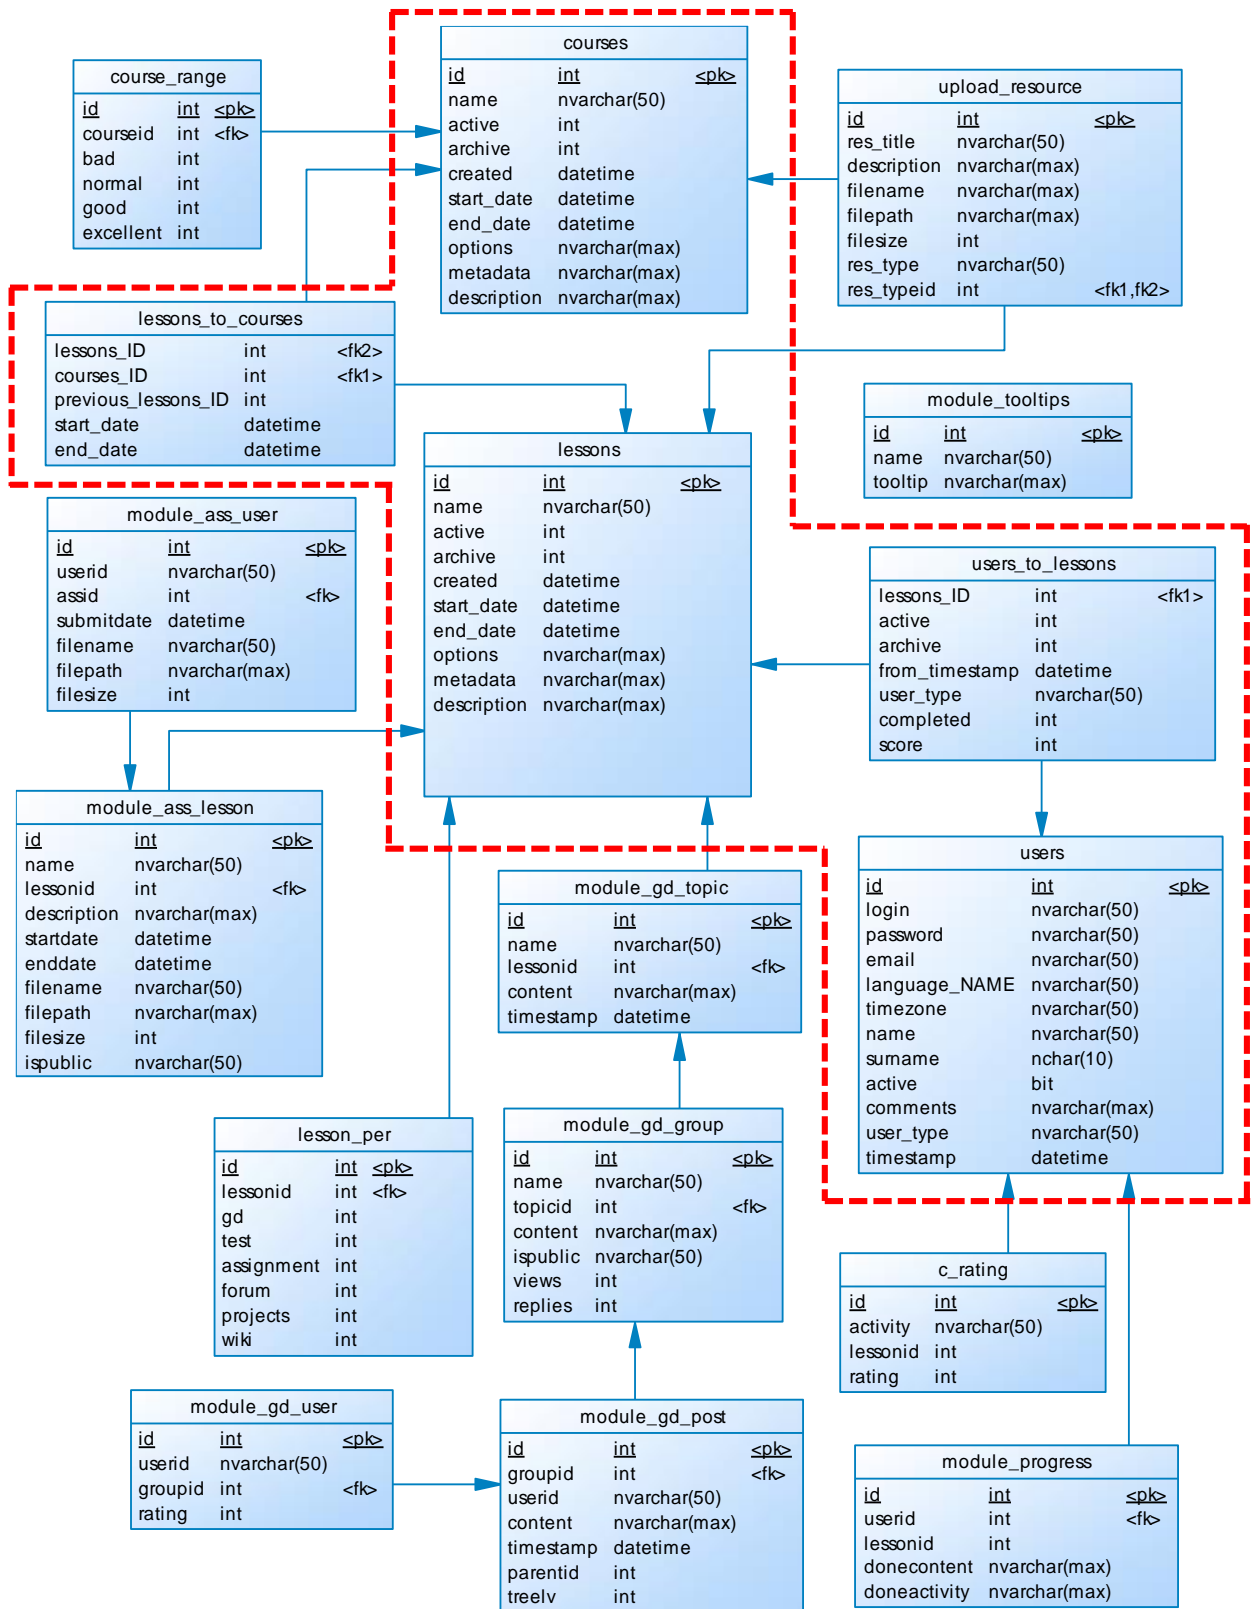 courses
id int <pk>
name nvarchar(50)
active int
archive int
created datetime
start_date datetime
end_date datetime
options nvarchar(max)
metadata nvarchar(max)
description nvarchar(max)
course_range
id int <pk>
courseid int <fk>
bad int
normal int
good int
excellent int
upload_resource
id int <pk>
res_title nvarchar(50)
description nvarchar(max)
filename nvarchar(max)
filepath nvarchar(max)
filesize int
res_type nvarchar(50)
res_typeid int <fk1,fk2>
lessons_to_courses
lessons_ID int <fk2>
courses_ID int <fk1>
previous_lessons_ID int
start_date datetime
end_date datetime
module_tooltips
id int <pk>
name nvarchar(50)
tooltip nvarchar(max)
lessons
id int <pk>
name nvarchar(50)
active int
archive int
created datetime
start_date datetime
end_date datetime
options nvarchar(max)
metadata nvarchar(max)
description nvarchar(max)
module_ass_user
id int <pk>
userid nvarchar(50)
assid int <fk>
submitdate datetime
filename nvarchar(50)
filepath nvarchar(max)
filesize int
users_to_lessons
lessons_ID int <fk1>
active int
archive int
from_timestamp datetime
user_type nvarchar(50)
completed int
score int
module_ass_lesson
id int <pk>
name nvarchar(50)
lessonid int <fk>
description nvarchar(max)
startdate datetime
enddate datetime
filename nvarchar(50)
filepath nvarchar(max)
filesize int
ispublic nvarchar(50)
users
id int <pk>
login nvarchar(50)
password nvarchar(50)
email nvarchar(50)
language_NAME nvarchar(50)
timezone nvarchar(50)
name nvarchar(50)
surname nchar(10)
active bit
comments nvarchar(max)
user_type nvarchar(50)
timestamp datetime
module_gd_topic
id int <pk>
name nvarchar(50)
lessonid int <fk>
content nvarchar(max)
timestamp datetime
lesson_per
id int <pk>
lessonid int <fk>
gd int
test int
assignment int
forum int
projects int
wiki int
module_gd_group
id int <pk>
name nvarchar(50)
topicid int <fk>
content nvarchar(max)
ispublic nvarchar(50)
views int
replies int
c_rating
id int <pk>
activity nvarchar(50)
lessonid int
rating int
module_gd_user
id int <pk>
userid nvarchar(50)
groupid int <fk>
rating int
module_gd_post
id int <pk>
groupid int <fk>
userid nvarchar(50)
content nvarchar(max)
timestamp datetime
parentid int
treelv int
module_progress
id int <pk>
userid int <fk>
lessonid int
donecontent nvarchar(max)
doneactivity nvarchar(max)